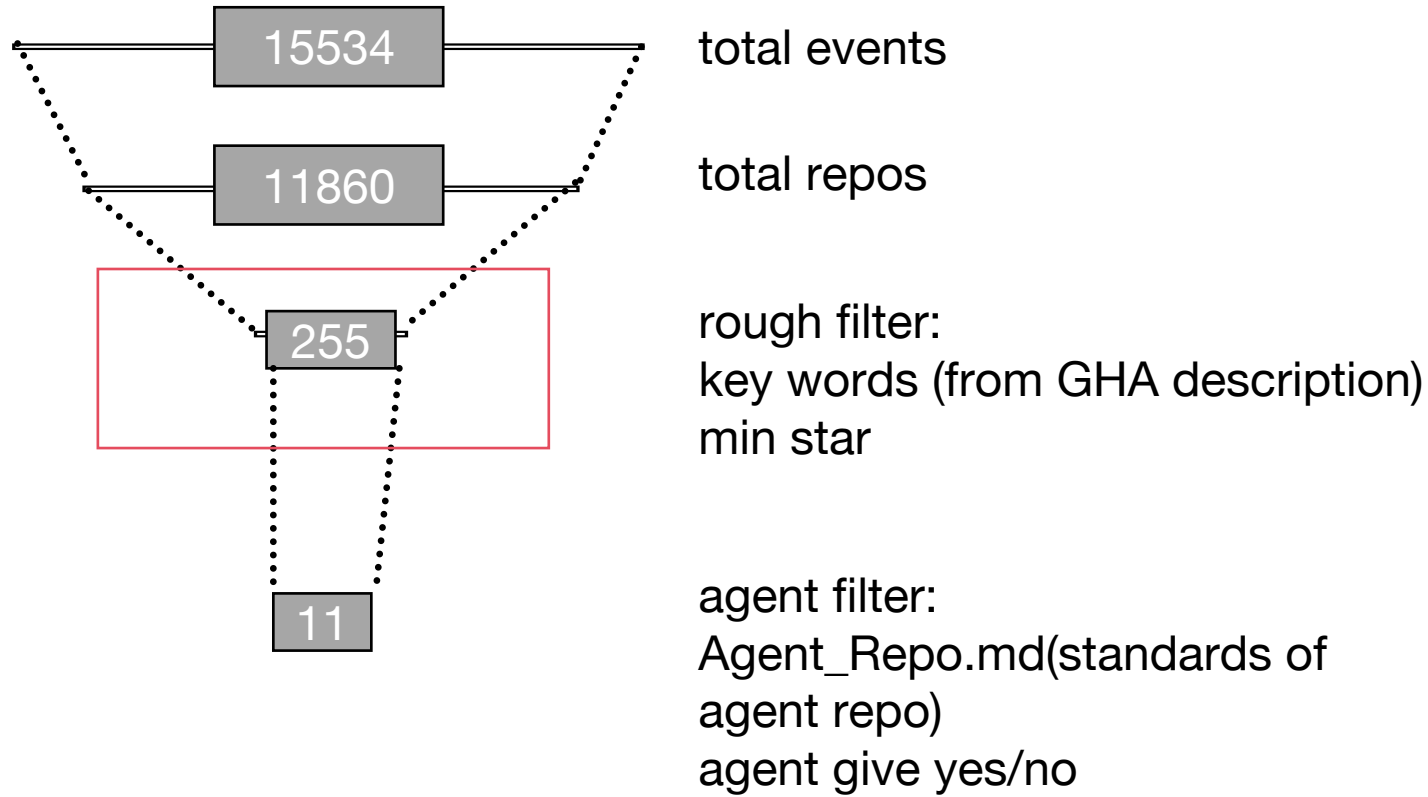 15534
total events
11860
total repos
255
rough filter:
key words (from GHA description)
min star
11
agent filter:
Agent_Repo.md(standards of
agent repo)
agent give yes/no